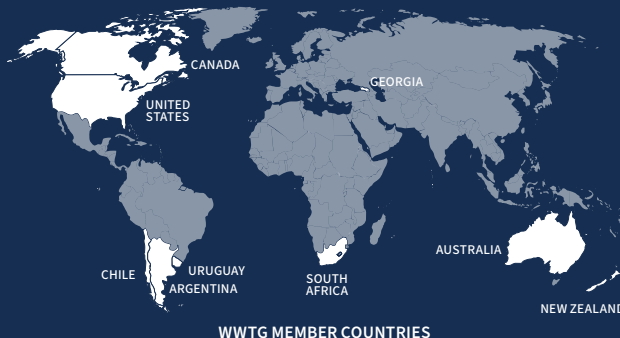 CANADA
GEORGIA
UNITED
STATES
AUSTRALIA
CHILE
URUGUAY
ARGENTINA
SOUTH
AFRICA
NEW ZEALAND
WWTG MEMBER COUNTRIES